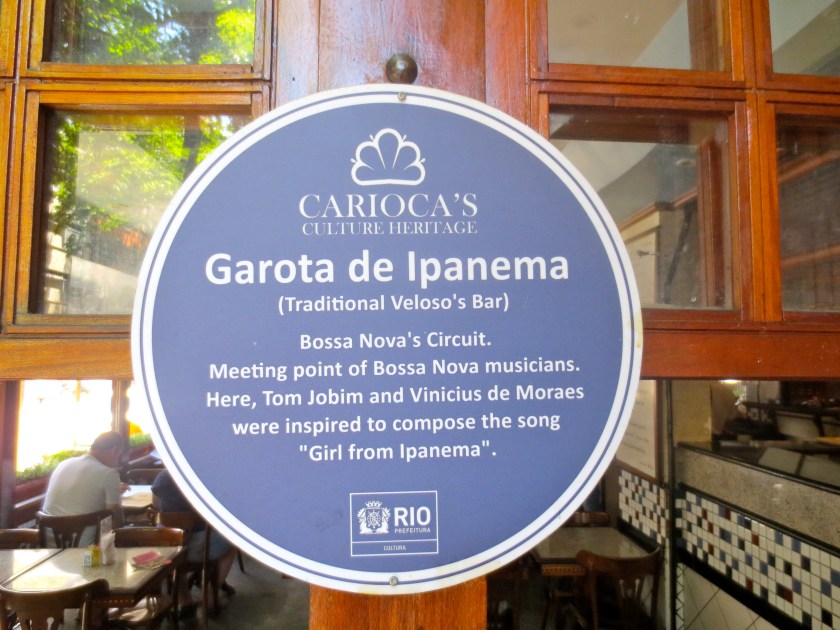 CARIOCA'S
CULTURE HERITAGE
Garota de Ipanema
(Traditional Veloso's Bar)
Bossa Nova's Circuit.
Meeting point of Bossa Nova musicians.
Here, Tom Jobim and Vinicius de Moraes
were inspired to compose the song
"Girl from Ipanema".
RIO
PREFEITURA
CULTURA